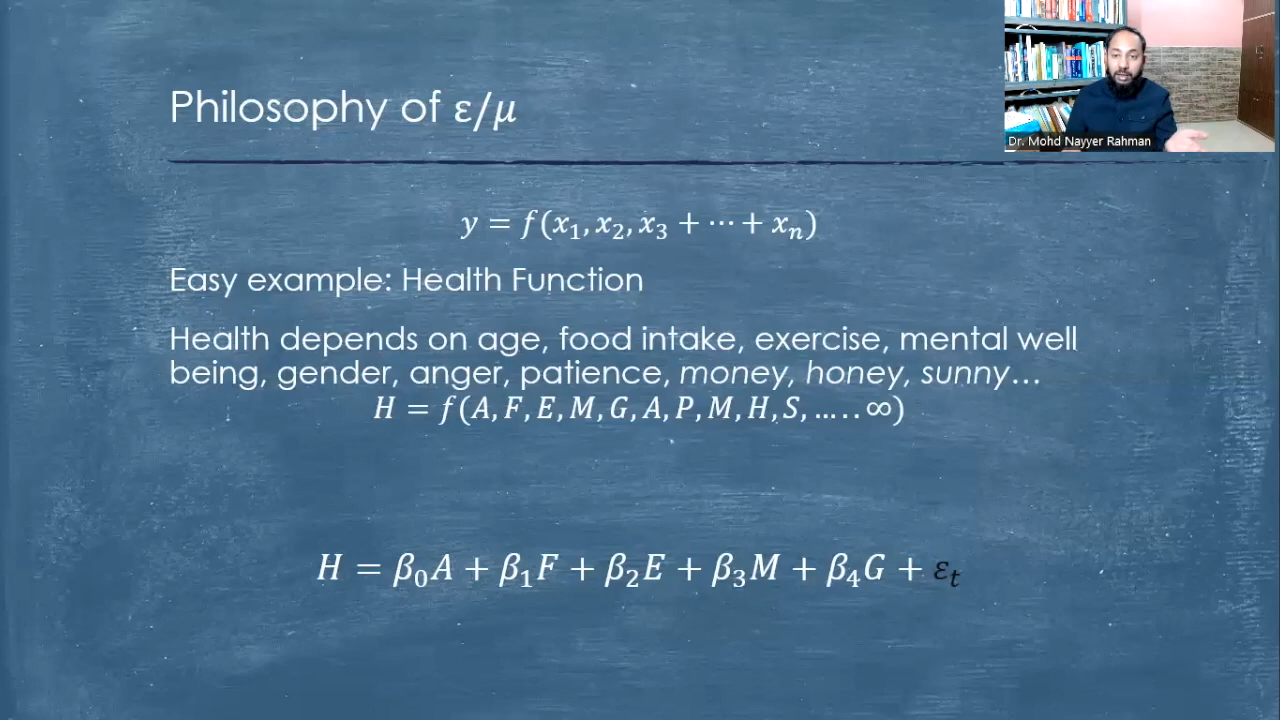 Philosophy of ε/μ
Dr. Mohd Nayyer Rahman
y = f(x₁, x₂, x₃ + ⋯ + xₙ)
Easy example: Health Function
Health depends on age, food intake, exercise, mental well
being, gender, anger, patience, money, honey, sunny…
H = f(A, F, E, M, G, A, P, M, H, S, ….. ∞)
H = β₀A + β₁F + β₂E + β₃M + β₄G + εₜ